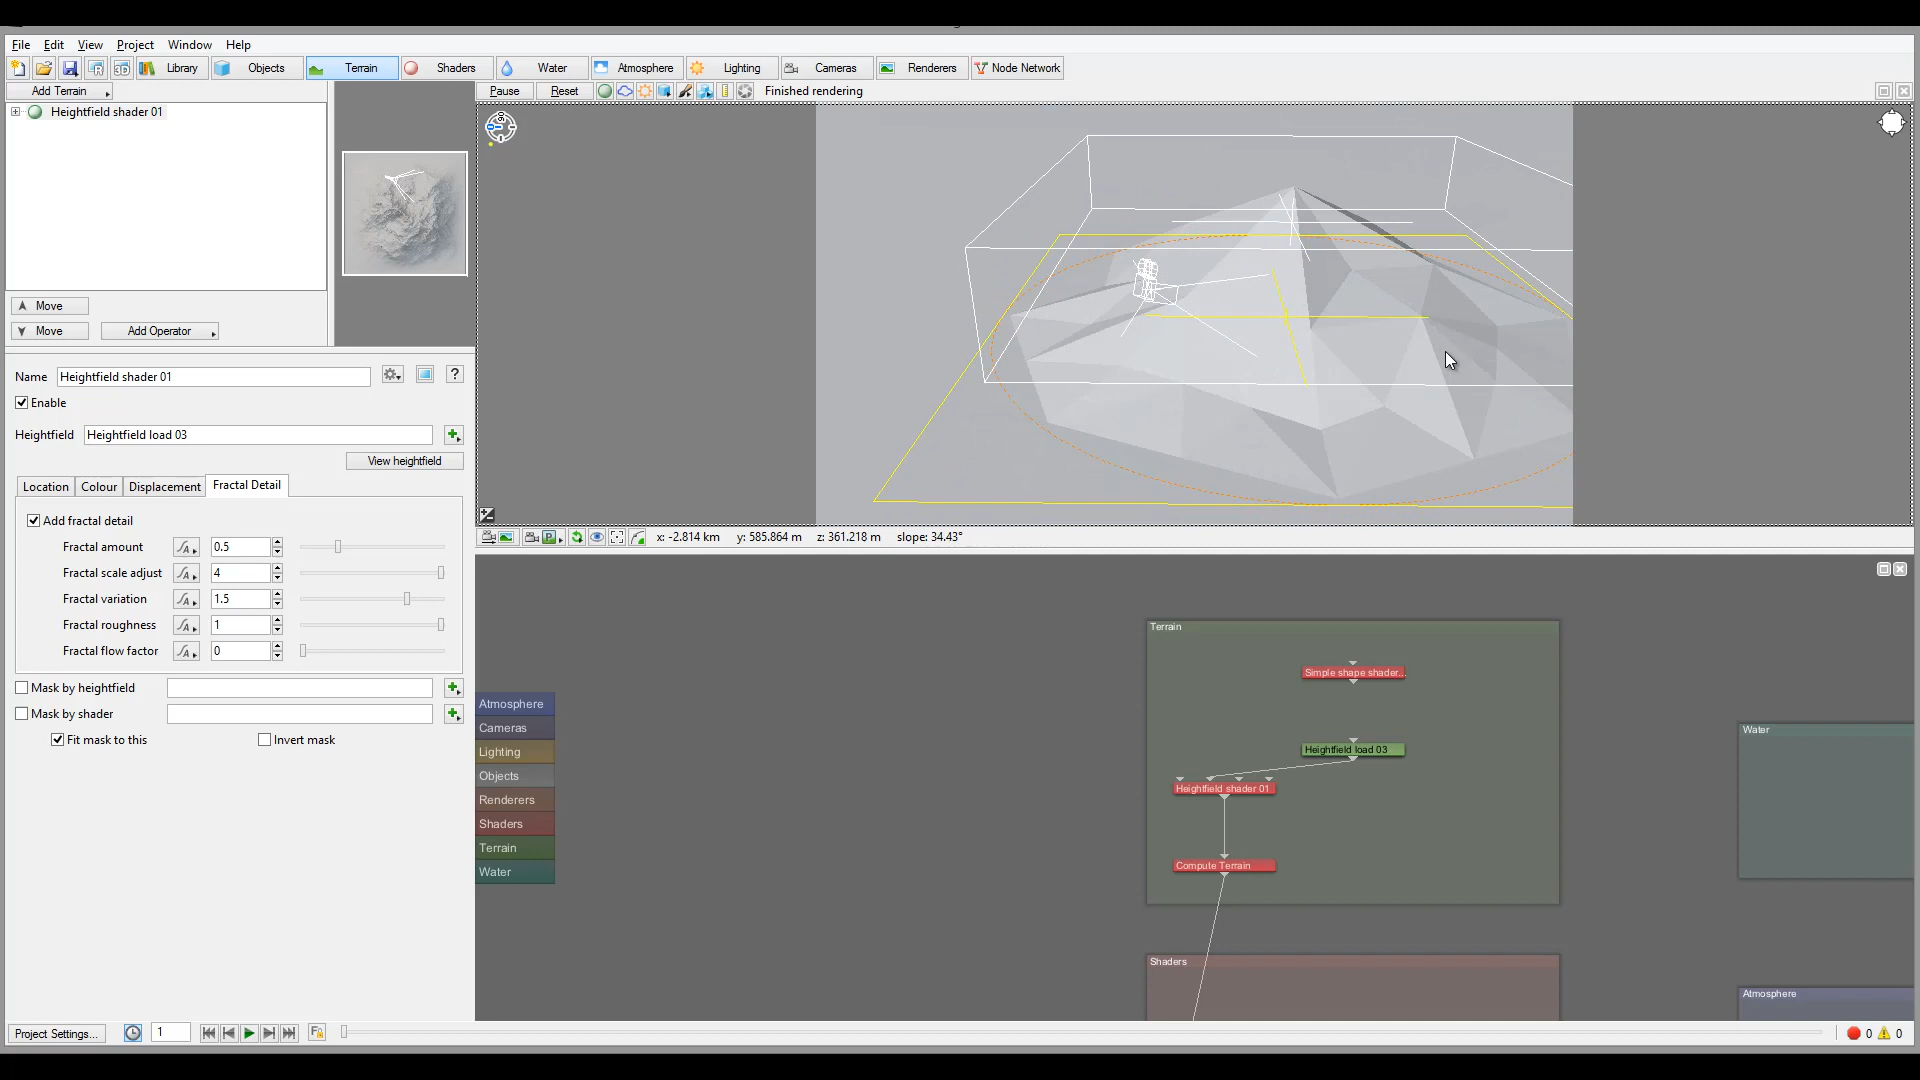 File Edit View Project Window Help
Library Objects Terrain Shaders Water Atmosphere Lighting Cameras Renderers Node Network
Add Terrain
Pause Reset Finished rendering
Heightfield shader 01
Move
Move Add Operator
Name Heightfield shader 01 ?
Enable
Heightfield Heightfield load 03
View heightfield
Location Colour Displacement Fractal Detail
Add fractal detail
Fractal amount 0.5
Fractal scale adjust 4
Fractal variation 1.5
Fractal roughness 1
Fractal flow factor 0
Mask by heightfield
Mask by shader
Fit mask to this Invert mask
x: -2.814 km y: 585.864 m z: 361.218 m slope: 34.43°
Atmosphere
Cameras
Lighting
Objects
Renderers
Shaders
Terrain
Water
Terrain
Simple shape shader...
Heightfield load 03
Heightfield shader 01
Compute Terrain
Shaders
Water
Atmosphere
Project Settings... 1 0 0